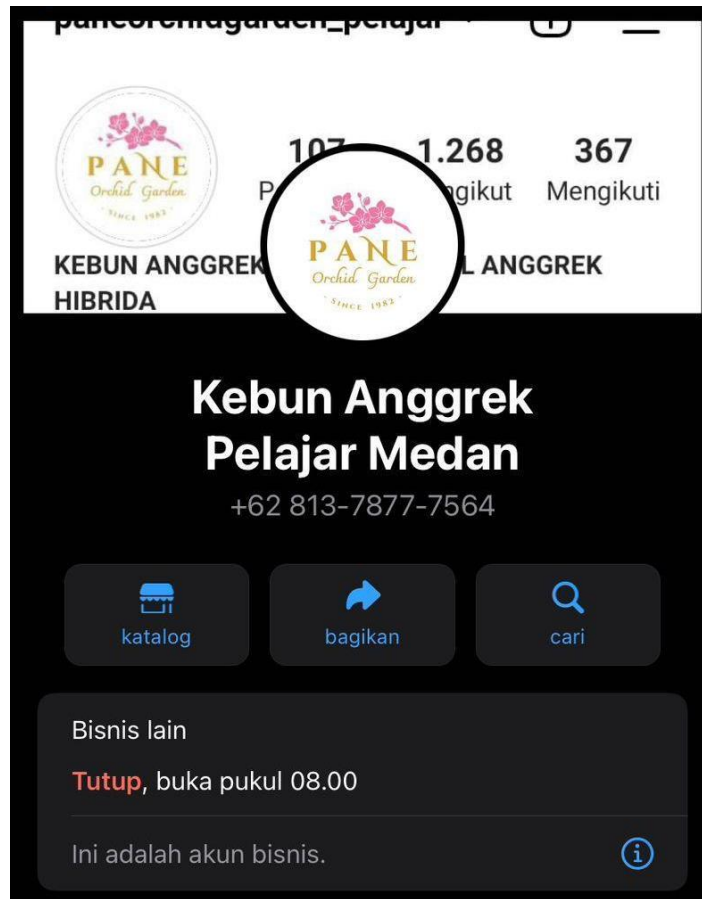 PANE
Orchid Garden
SINCE 1982
1.268
367
Mengikuti
KEBUN ANGGREK
ANGGREK
HIBRIDA
PANE
Orchid Garden
SINCE 1982
Kebun Anggrek
Pelajar Medan
+62 813-7877-7564
katalog
bagikan
cari
Bisnis lain
Tutup, buka pukul 08.00
Ini adalah akun bisnis.